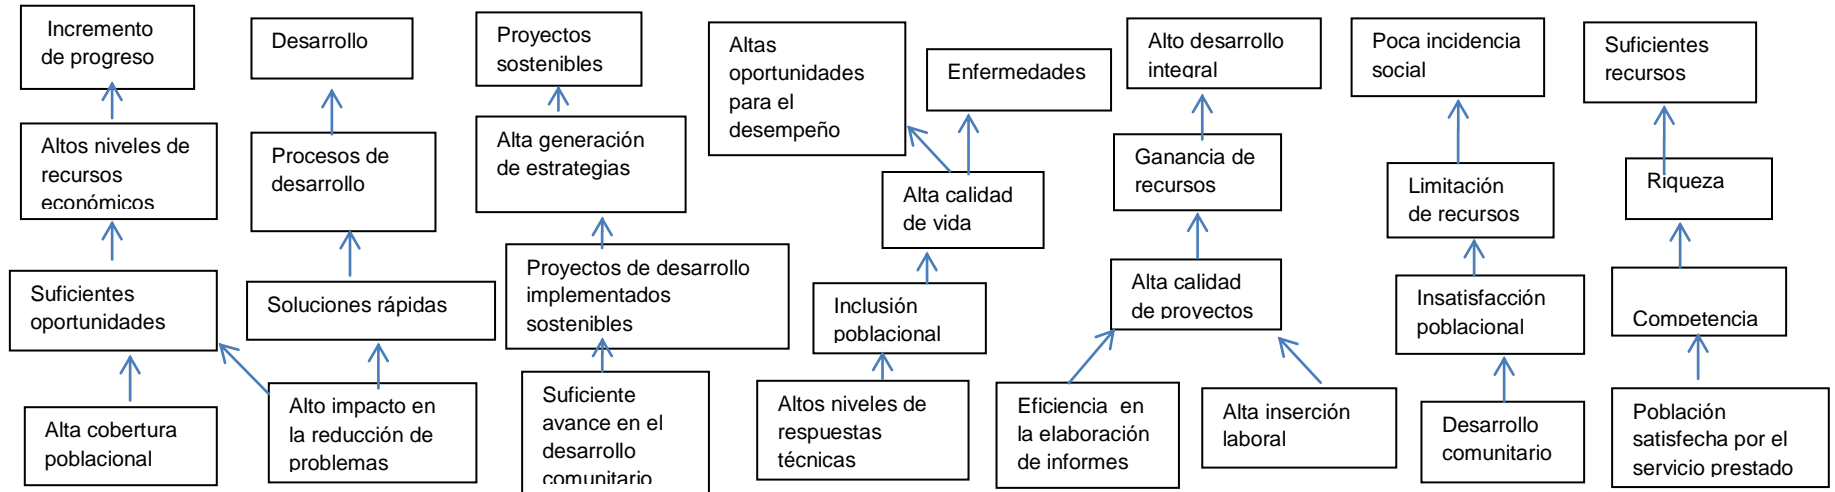 Incremento
de progreso
Desarrollo
Proyectos
sostenibles
Altas
oportunidades
para el
desempeño
Enfermedades
Alto desarrollo
integral
Poca incidencia
social
Suficientes
recursos
Altos niveles de
recursos
económicos
Procesos de
desarrollo
Alta generación
de estrategias
Alta calidad
de vida
Ganancia de
recursos
Limitación
de recursos
Riqueza
Suficientes
oportunidades
Soluciones rápidas
Proyectos de desarrollo
implementados
sostenibles
Inclusión
poblacional
Alta calidad
de proyectos
Insatisfacción
poblacional
Competencia
Alta cobertura
poblacional
Alto impacto en
la reducción de
problemas
Suficiente
avance en el
desarrollo
comunitario
Altos niveles de
respuestas
técnicas
Eficiencia en
la elaboración
de informes
Alta inserción
laboral
Desarrollo
comunitario
Población
satisfecha por el
servicio prestado